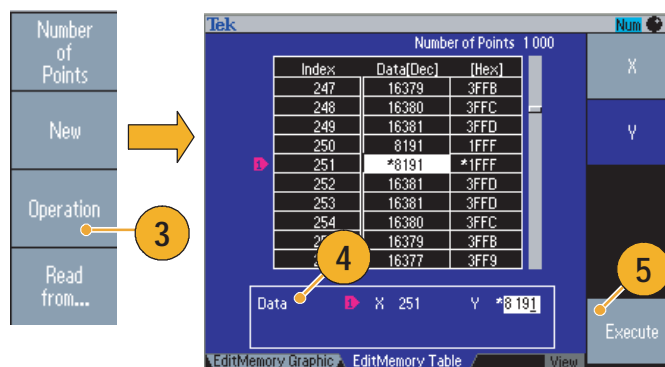 Number
of
Points
New
Operation
3
Read
from...
Tek
Num
Number of Points 1 000
Index Data[Dec] [Hex]
247 16379 3FFB
248 16380 3FFC
249 16381 3FFD
250 8191 1FFF
1 251 *8191 *1FFF
252 16381 3FFD
253 16381 3FFD
254 16380 3FFC
16379 3FFB
16377 3FF9
4
Data 1 X 251 Y *8 191
EditMemory Graphic EditMemory Table View
X
Y
5
Execute